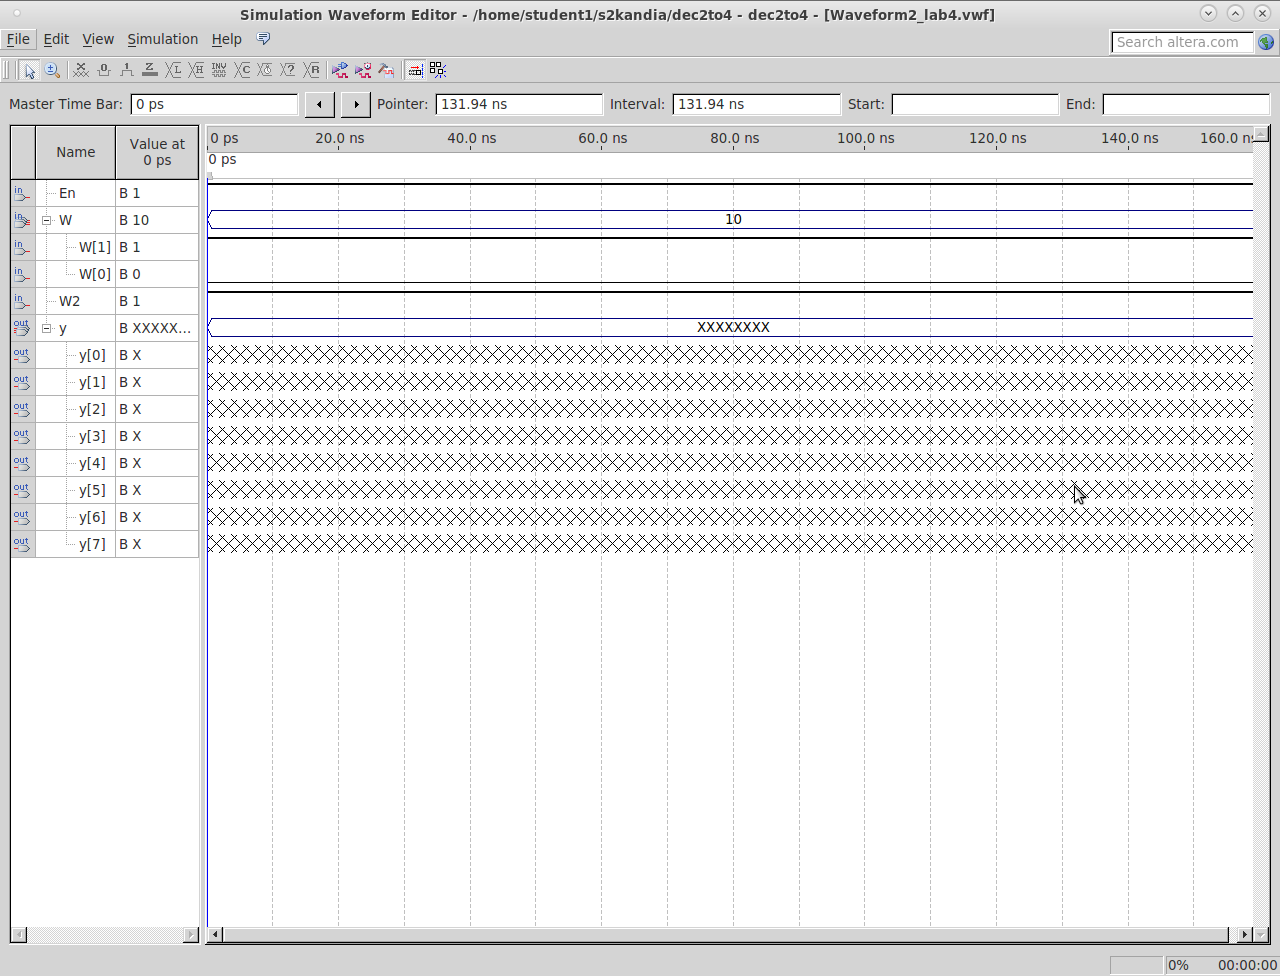 Simulation Waveform Editor - /home/student1/s2kandia/dec2to4 - dec2to4 - [Waveform2_lab4.vwf]
File Edit View Simulation Help
Search altera.com
Master Time Bar: 0 ps Pointer: 131.94 ns Interval: 131.94 ns Start: End:
Name Value at 0 ps
0 ps 20.0 ns 40.0 ns 60.0 ns 80.0 ns 100.0 ns 120.0 ns 140.0 ns 160.0 ns
0 ps
in En B 1
in W B 10 10
in W[1] B 1
in W[0] B 0
in W2 B 1
out y B XXXXX... XXXXXXXX
out y[0] B X
out y[1] B X
out y[2] B X
out y[3] B X
out y[4] B X
out y[5] B X
out y[6] B X
out y[7] B X
0% 00:00:00